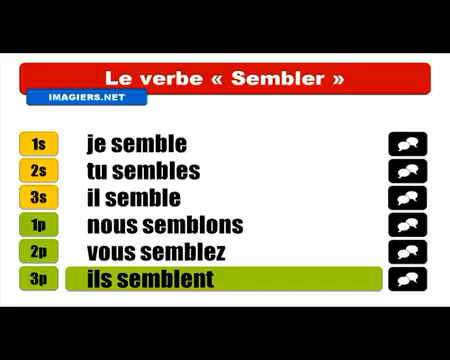 Le verbe « Sembler »
IMAGIERS.NET
1s je semble
2s tu sembles
3s il semble
1p nous semblons
2p vous semblez
3p ils semblent